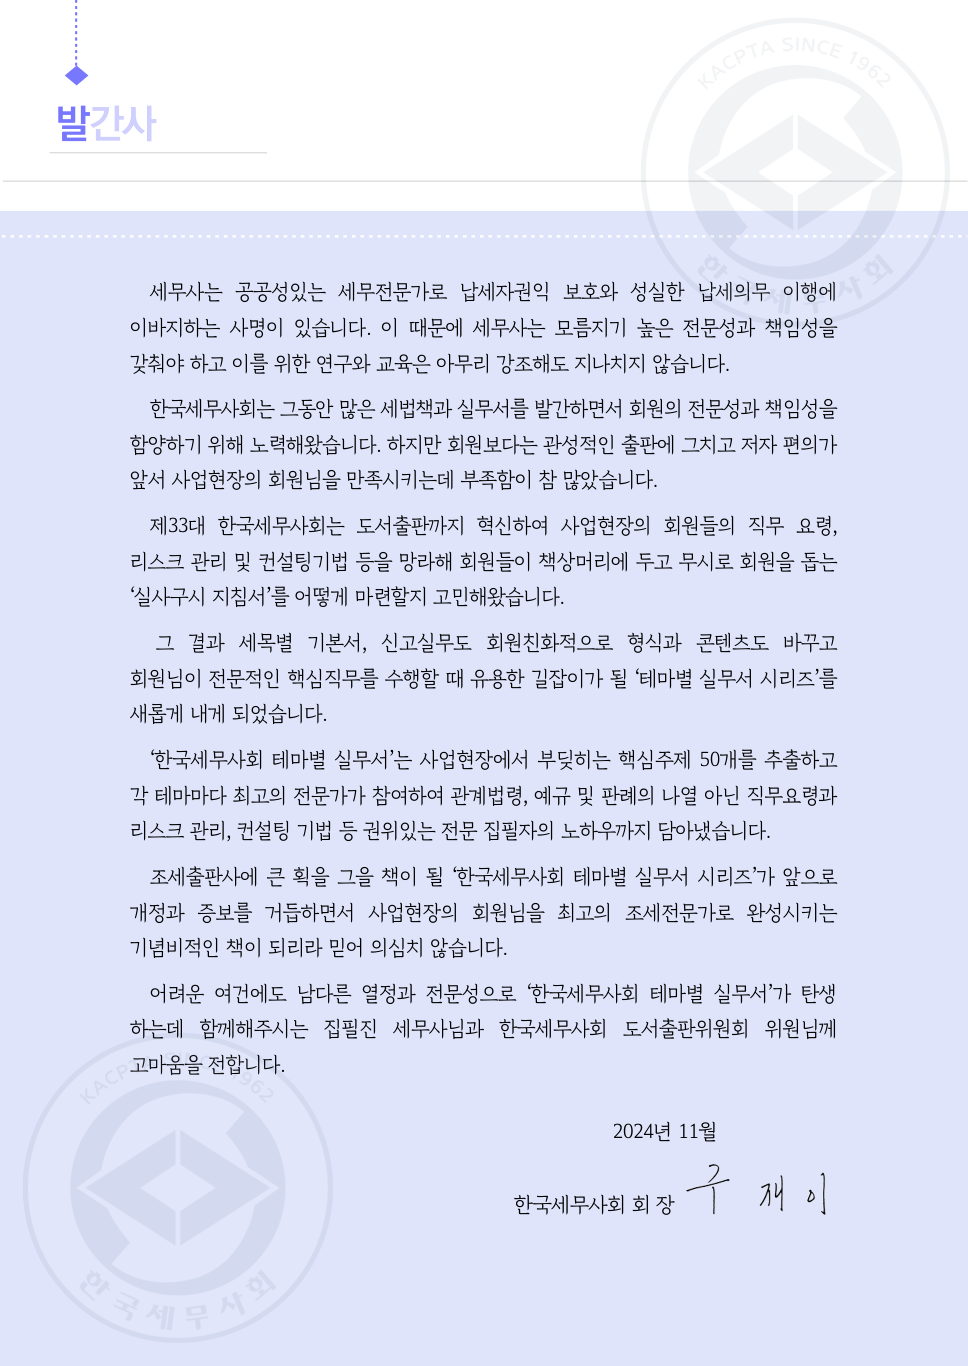 KACPTA SINCE 1962
발간사
한국세무사회
세무사는 공공성있는 세무전문가로 납세자권익 보호와 성실한 납세의무 이행에
이바지하는 사명이 있습니다. 이 때문에 세무사는 모름지기 높은 전문성과 책임성을
갖춰야 하고 이를 위한 연구와 교육은 아무리 강조해도 지나치지 않습니다.
한국세무사회는 그동안 많은 세법책과 실무서를 발간하면서 회원의 전문성과 책임성을
함양하기 위해 노력해왔습니다. 하지만 회원보다는 관성적인 출판에 그치고 저자 편의가
앞서 사업현장의 회원님을 만족시키는데 부족함이 참 많았습니다.
제33대 한국세무사회는 도서출판까지 혁신하여 사업현장의 회원들의 직무 요령,
리스크 관리 및 컨설팅기법 등을 망라해 회원들이 책상머리에 두고 무시로 회원을 돕는
‘실사구시 지침서’를 어떻게 마련할지 고민해왔습니다.
그 결과 세목별 기본서, 신고실무도 회원친화적으로 형식과 콘텐츠도 바꾸고
회원님이 전문적인 핵심직무를 수행할 때 유용한 길잡이가 될 ‘테마별 실무서 시리즈’를
새롭게 내게 되었습니다.
‘한국세무사회 테마별 실무서’는 사업현장에서 부딪히는 핵심주제 50개를 추출하고
각 테마마다 최고의 전문가가 참여하여 관계법령, 예규 및 판례의 나열 아닌 직무요령과
리스크 관리, 컨설팅 기법 등 권위있는 전문 집필자의 노하우까지 담아냈습니다.
조세출판사에 큰 획을 그을 책이 될 ‘한국세무사회 테마별 실무서 시리즈’가 앞으로
개정과 증보를 거듭하면서 사업현장의 회원님을 최고의 조세전문가로 완성시키는
기념비적인 책이 되리라 믿어 의심치 않습니다.
어려운 여건에도 남다른 열정과 전문성으로 ‘한국세무사회 테마별 실무서’가 탄생
하는데 함께해주시는 집필진 세무사님과 한국세무사회 도서출판위원회 위원님께
고마움을 전합니다.
KACPTA SINCE 1962
2024년 11월
한국세무사회 회 장 구 재 이
한국세무사회